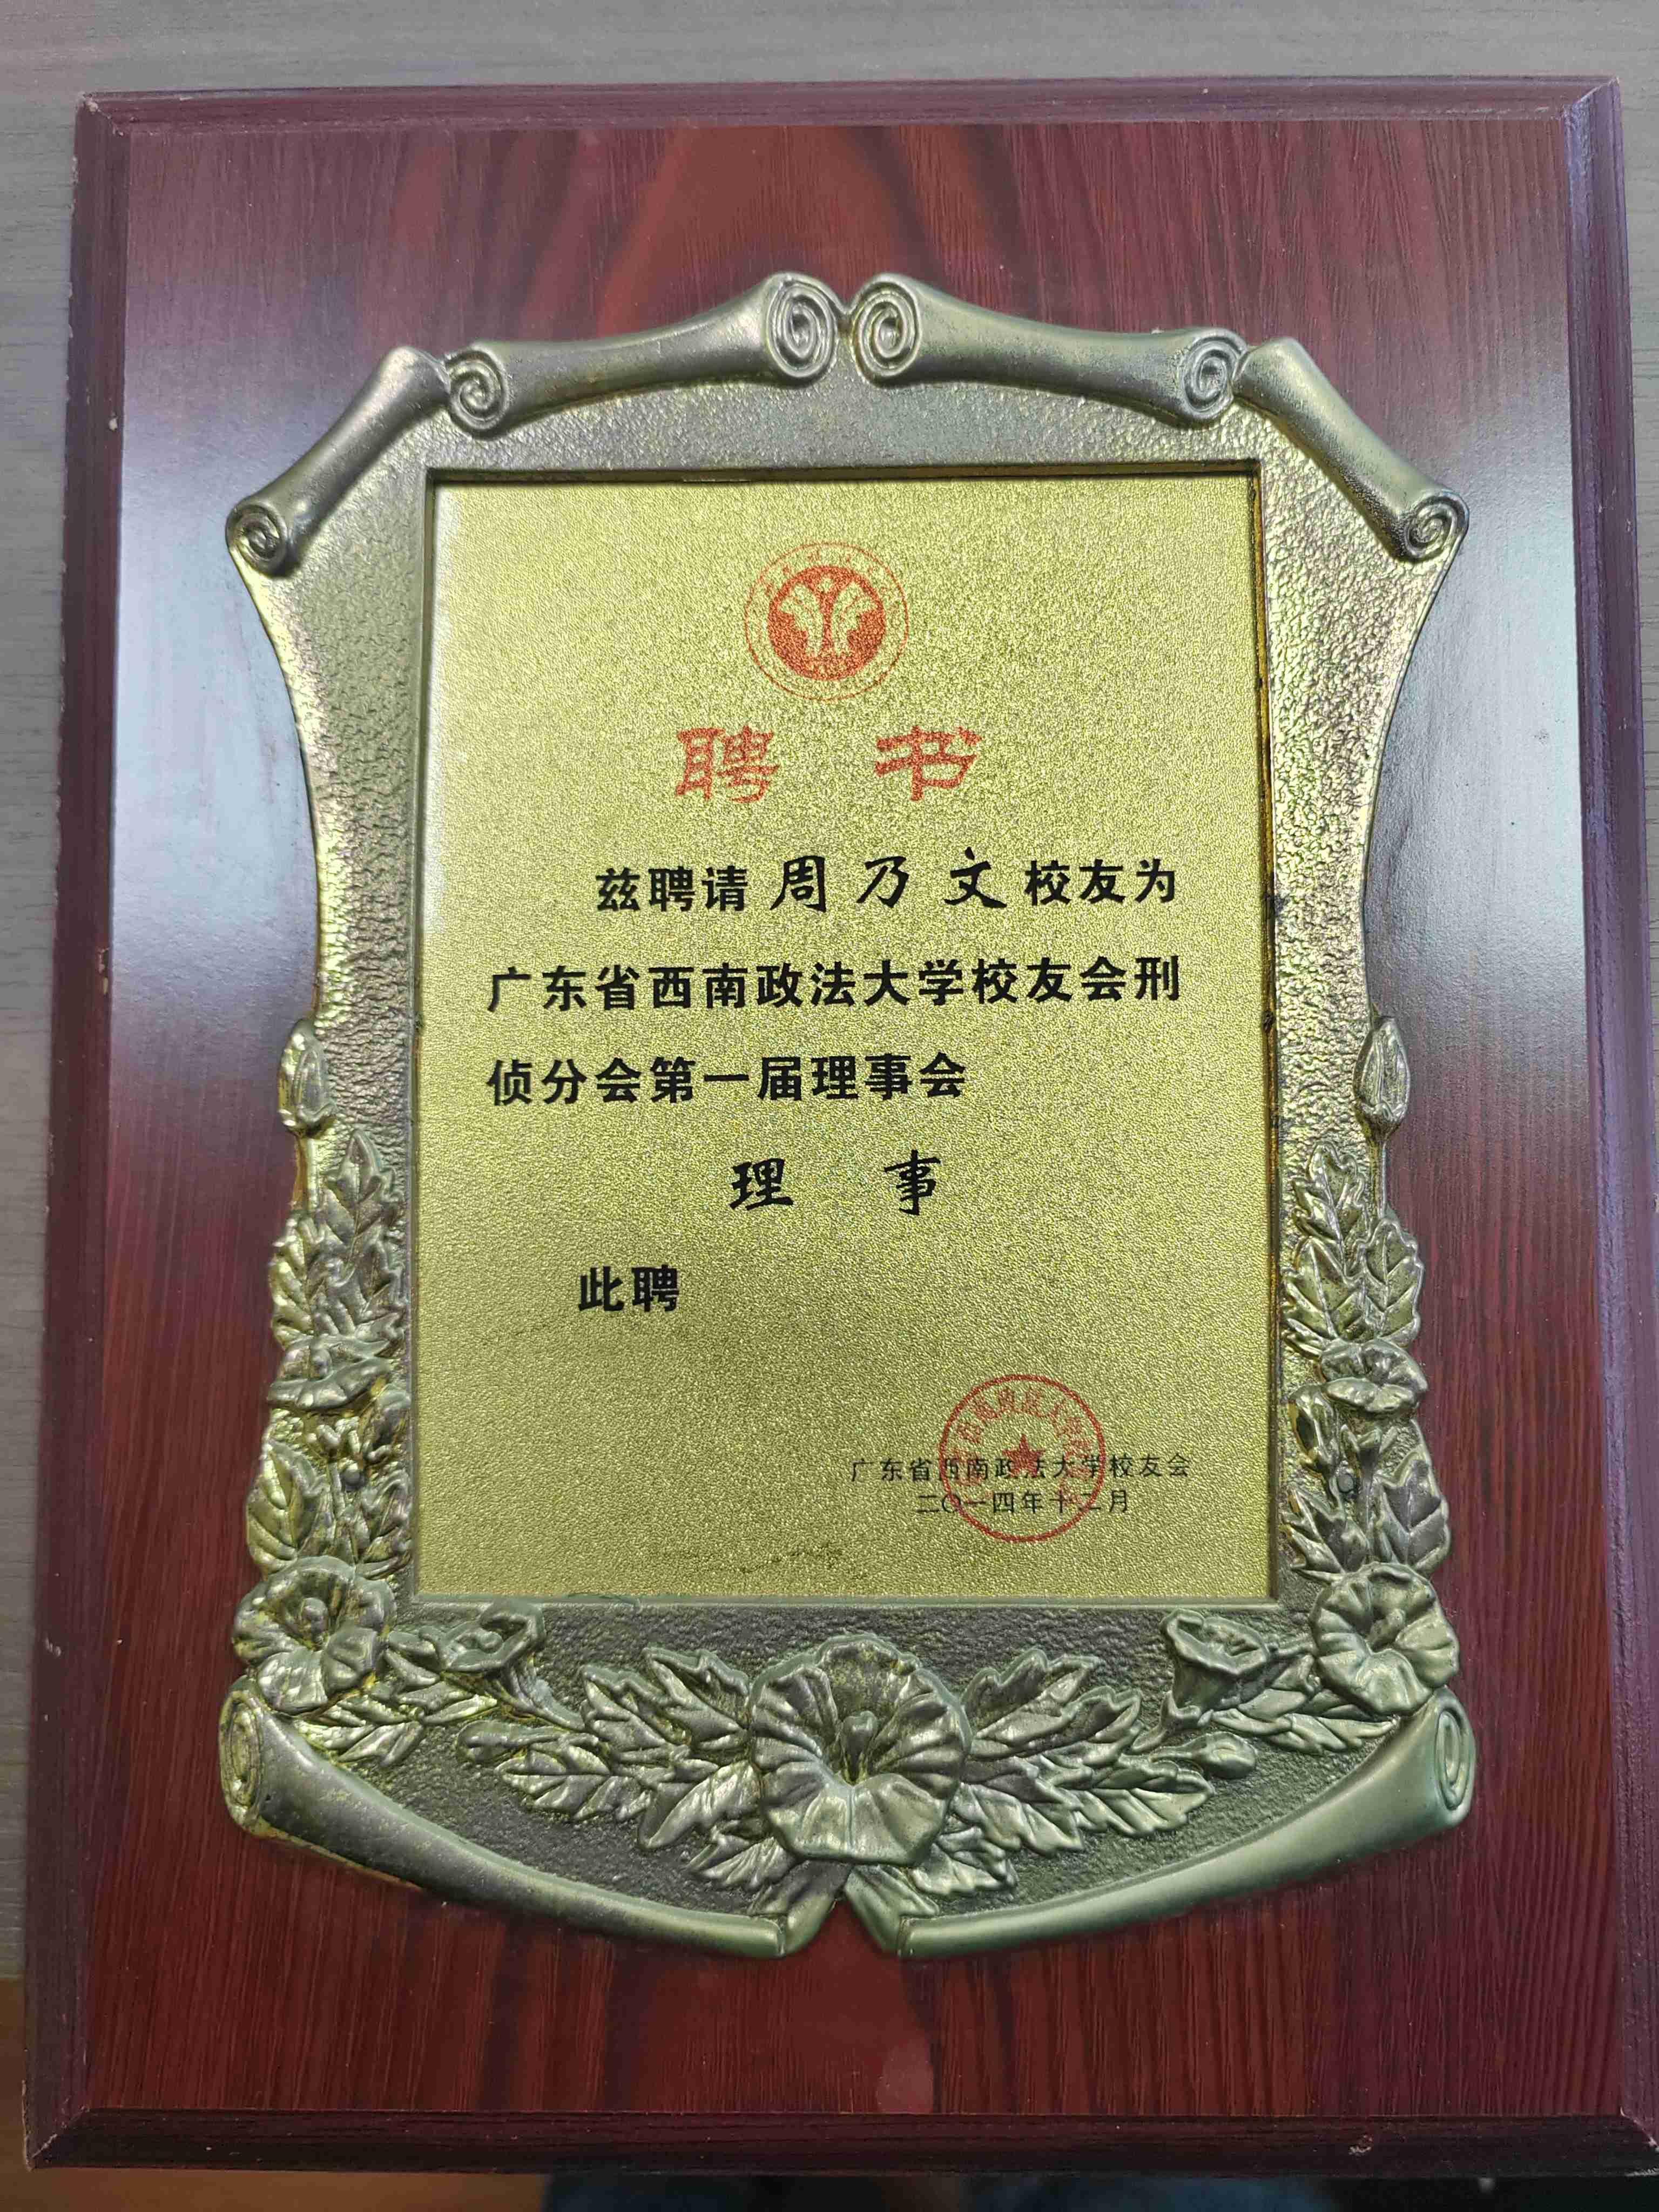 聘 书
兹聘请 周乃文 校友为
广东省西南政法大学校友会刑
侦分会第一届理事会
理 事
此聘
广东省西南政法大学校友会
二〇一四年十二月